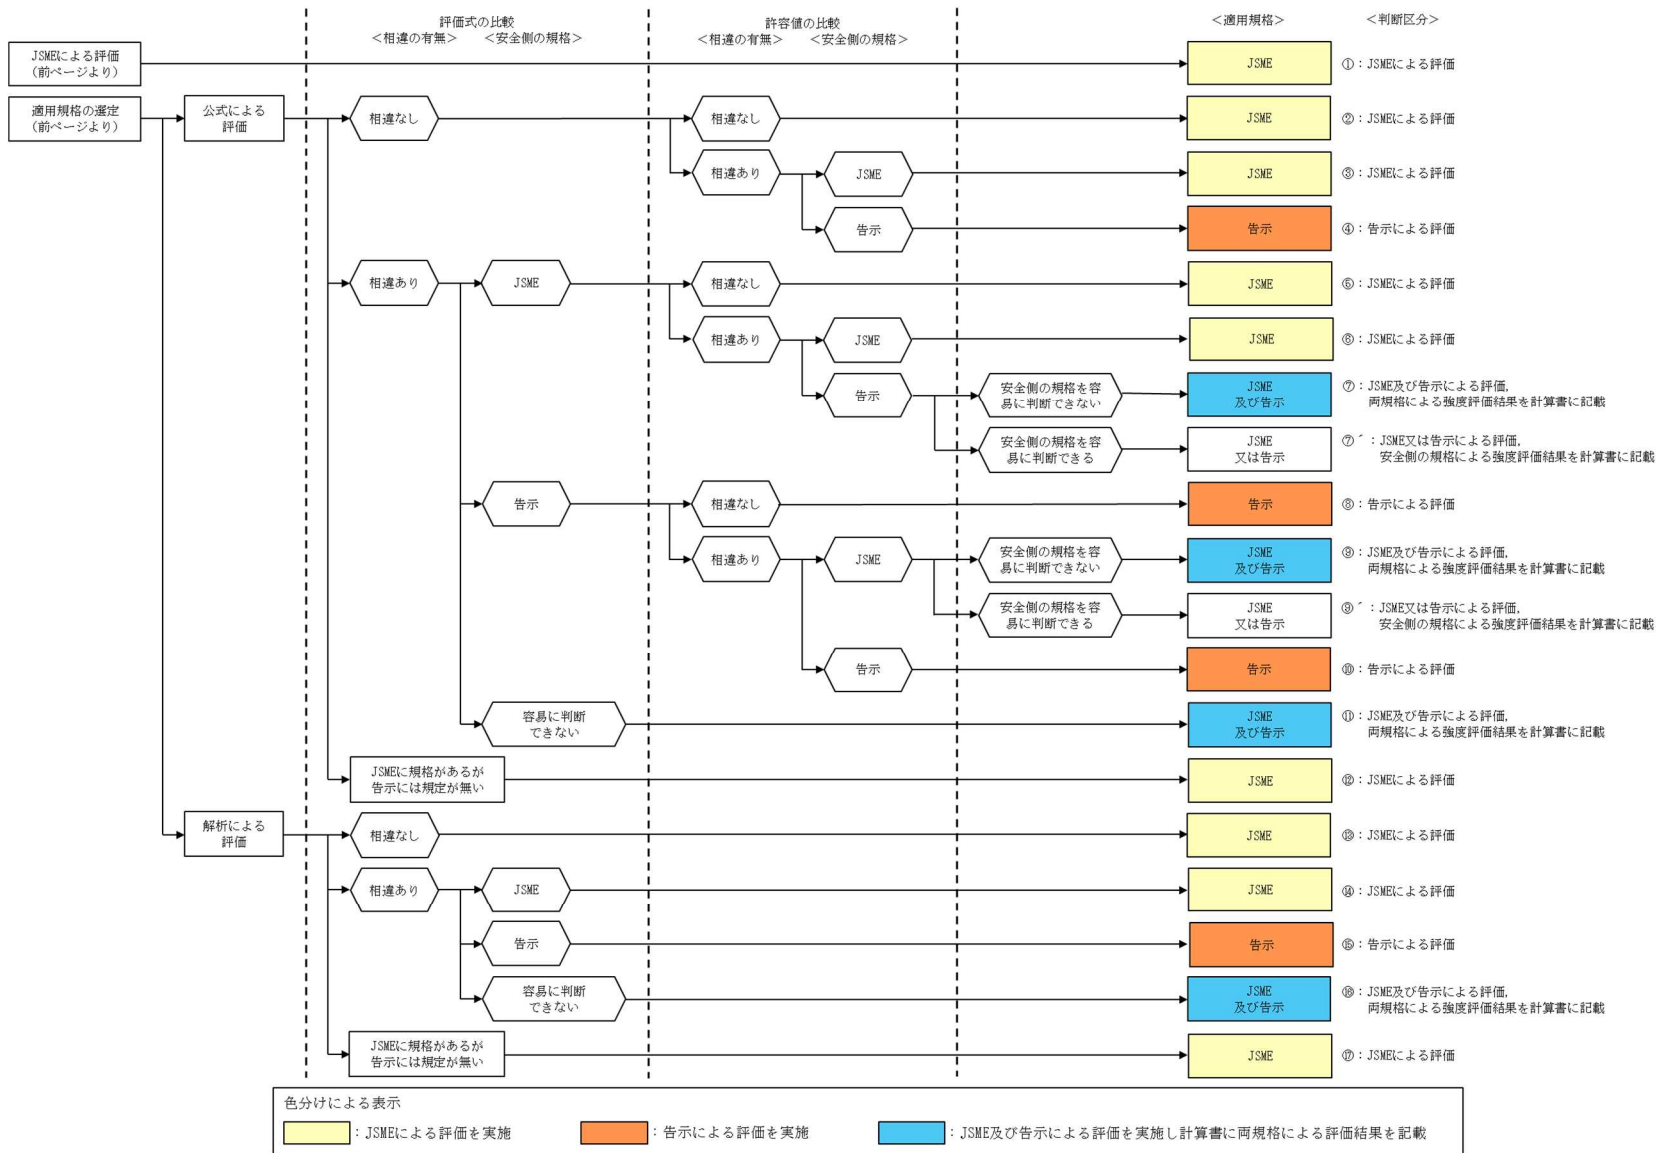 評価式の比較
＜相違の有無＞ ＜安全側の規格＞
許容値の比較
＜相違の有無＞ ＜安全側の規格＞
＜適用規格＞
＜判断区分＞
JSMEによる評価
（前ページより）
JSME
①：JSMEによる評価
適用規格の選定
（前ページより）
公式による
評価
相違なし
相違なし
JSME
②：JSMEによる評価
相違あり
JSME
JSME
③：JSMEによる評価
告示
告示
④：告示による評価
相違あり
JSME
相違なし
JSME
⑤：JSMEによる評価
相違あり
JSME
JSME
⑥：JSMEによる評価
告示
安全側の規格を容
易に判断できない
JSME
及び告示
⑦：JSME及び告示による評価，
両規格による強度評価結果を計算書に記載
安全側の規格を容
易に判断できる
JSME
又は告示
⑦´：JSME又は告示による評価，
安全側の規格による強度評価結果を計算書に記載
告示
相違なし
告示
⑧：告示による評価
相違あり
JSME
安全側の規格を容
易に判断できない
JSME
及び告示
⑨：JSME及び告示による評価，
両規格による強度評価結果を計算書に記載
安全側の規格を容
易に判断できる
JSME
又は告示
⑨´：JSME又は告示による評価，
安全側の規格による強度評価結果を計算書に記載
告示
告示
⑩：告示による評価
容易に判断
できない
JSME
及び告示
⑪：JSME及び告示による評価，
両規格による強度評価結果を計算書に記載
JSMEに規格があるが
告示には規定が無い
JSME
⑫：JSMEによる評価
解析による
評価
相違なし
JSME
⑬：JSMEによる評価
相違あり
JSME
JSME
⑭：JSMEによる評価
告示
告示
⑮：告示による評価
容易に判断
できない
JSME
及び告示
⑯：JSME及び告示による評価，
両規格による強度評価結果を計算書に記載
JSMEに規格があるが
告示には規定が無い
JSME
⑰：JSMEによる評価
色分けによる表示
：JSMEによる評価を実施
：告示による評価を実施
：JSME及び告示による評価を実施し計算書に両規格による評価結果を記載